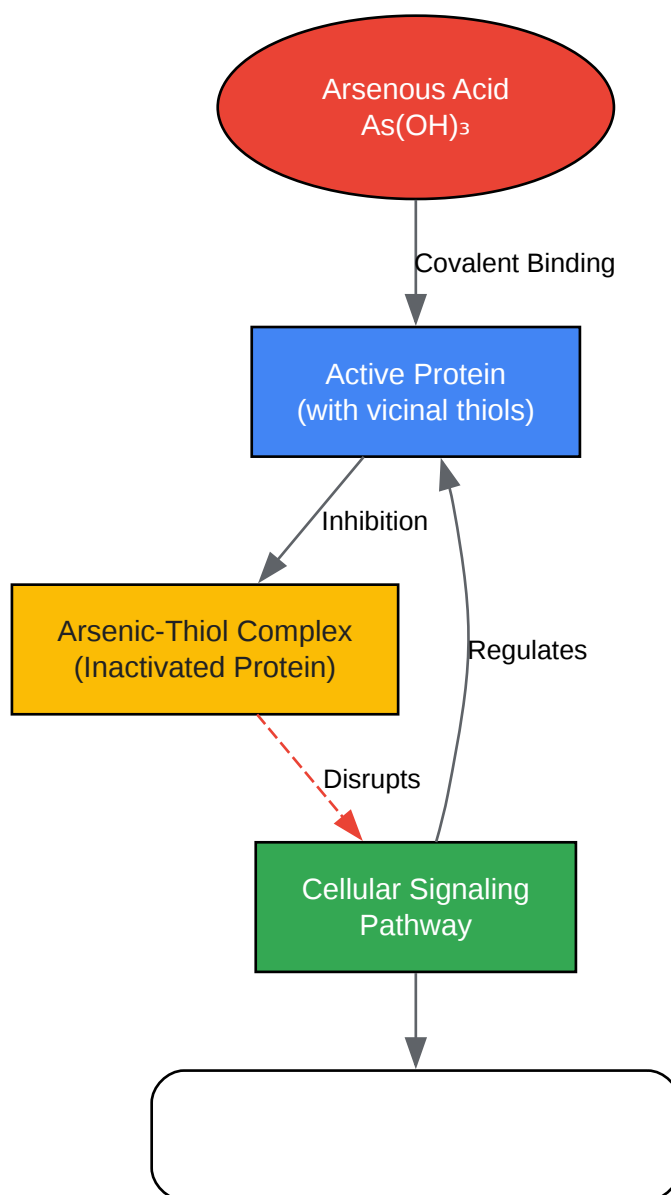 Arsenous Acid
As(OH)₃
Covalent Binding
Active Protein
(with vicinal thiols)
Inhibition
Arsenic-Thiol Complex
(Inactivated Protein)
Regulates
Disrupts
Cellular Signaling
Pathway